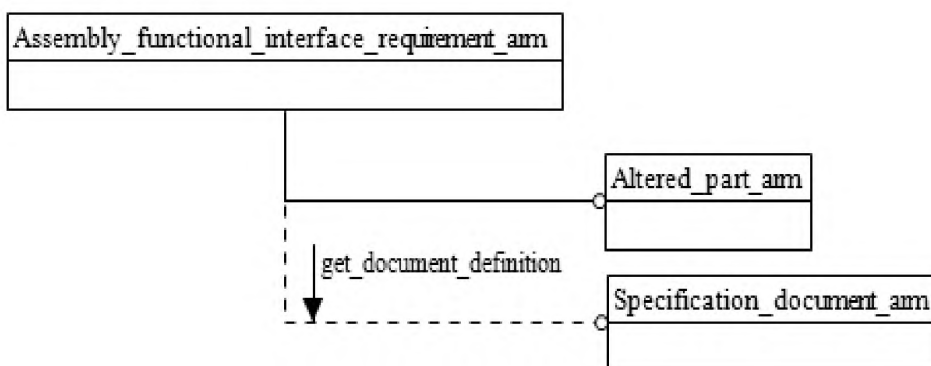 Assembly_functional_interface_requirement_arm
Altered_part_arm
get_document_definition
Specification_document_arm